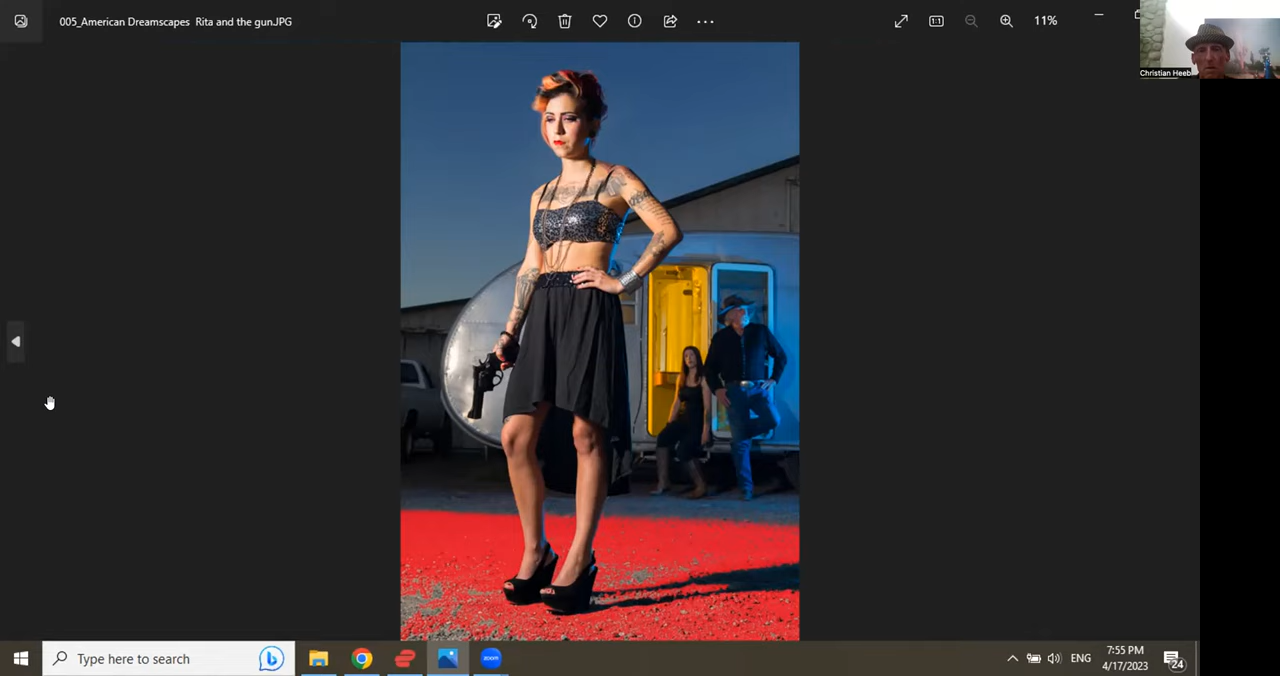 005_American Dreamscapes  Rita and the gun.JPG
11%
Christian Heeb
Type here to search
zoom
ENG
7:55 PM
4/17/2023
24